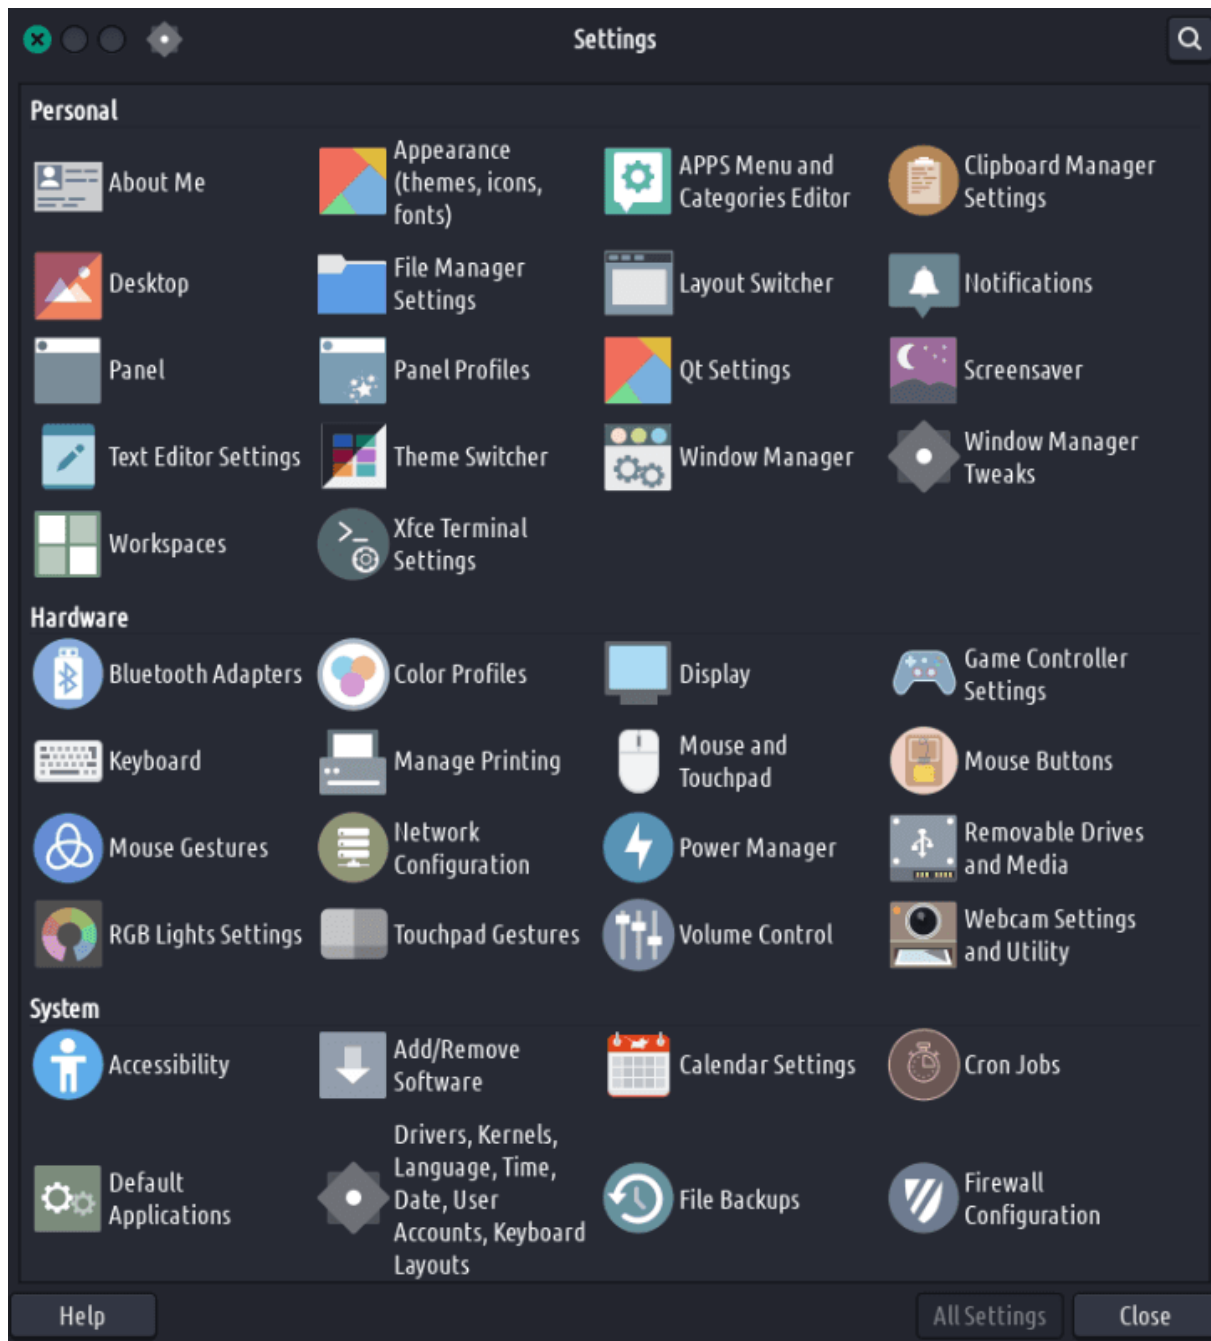 Settings
Personal
About Me
Appearance
(themes, icons,
fonts)
APPS Menu and
Categories Editor
Clipboard Manager
Settings
Desktop
File Manager
Settings
Layout Switcher
Notifications
Panel
Panel Profiles
Qt Settings
Screensaver
Text Editor Settings
Theme Switcher
Window Manager
Window Manager
Tweaks
Workspaces
Xfce Terminal
Settings
Hardware
Bluetooth Adapters
Color Profiles
Display
Game Controller
Settings
Keyboard
Manage Printing
Mouse and
Touchpad
Mouse Buttons
Mouse Gestures
Network
Configuration
Power Manager
Removable Drives
and Media
RGB Lights Settings
Touchpad Gestures
Volume Control
Webcam Settings
and Utility
System
Accessibility
Add/Remove
Software
Calendar Settings
Cron Jobs
Default
Applications
Drivers, Kernels,
Language, Time,
Date, User
Accounts, Keyboard
Layouts
File Backups
Firewall
Configuration
Help
All Settings
Close